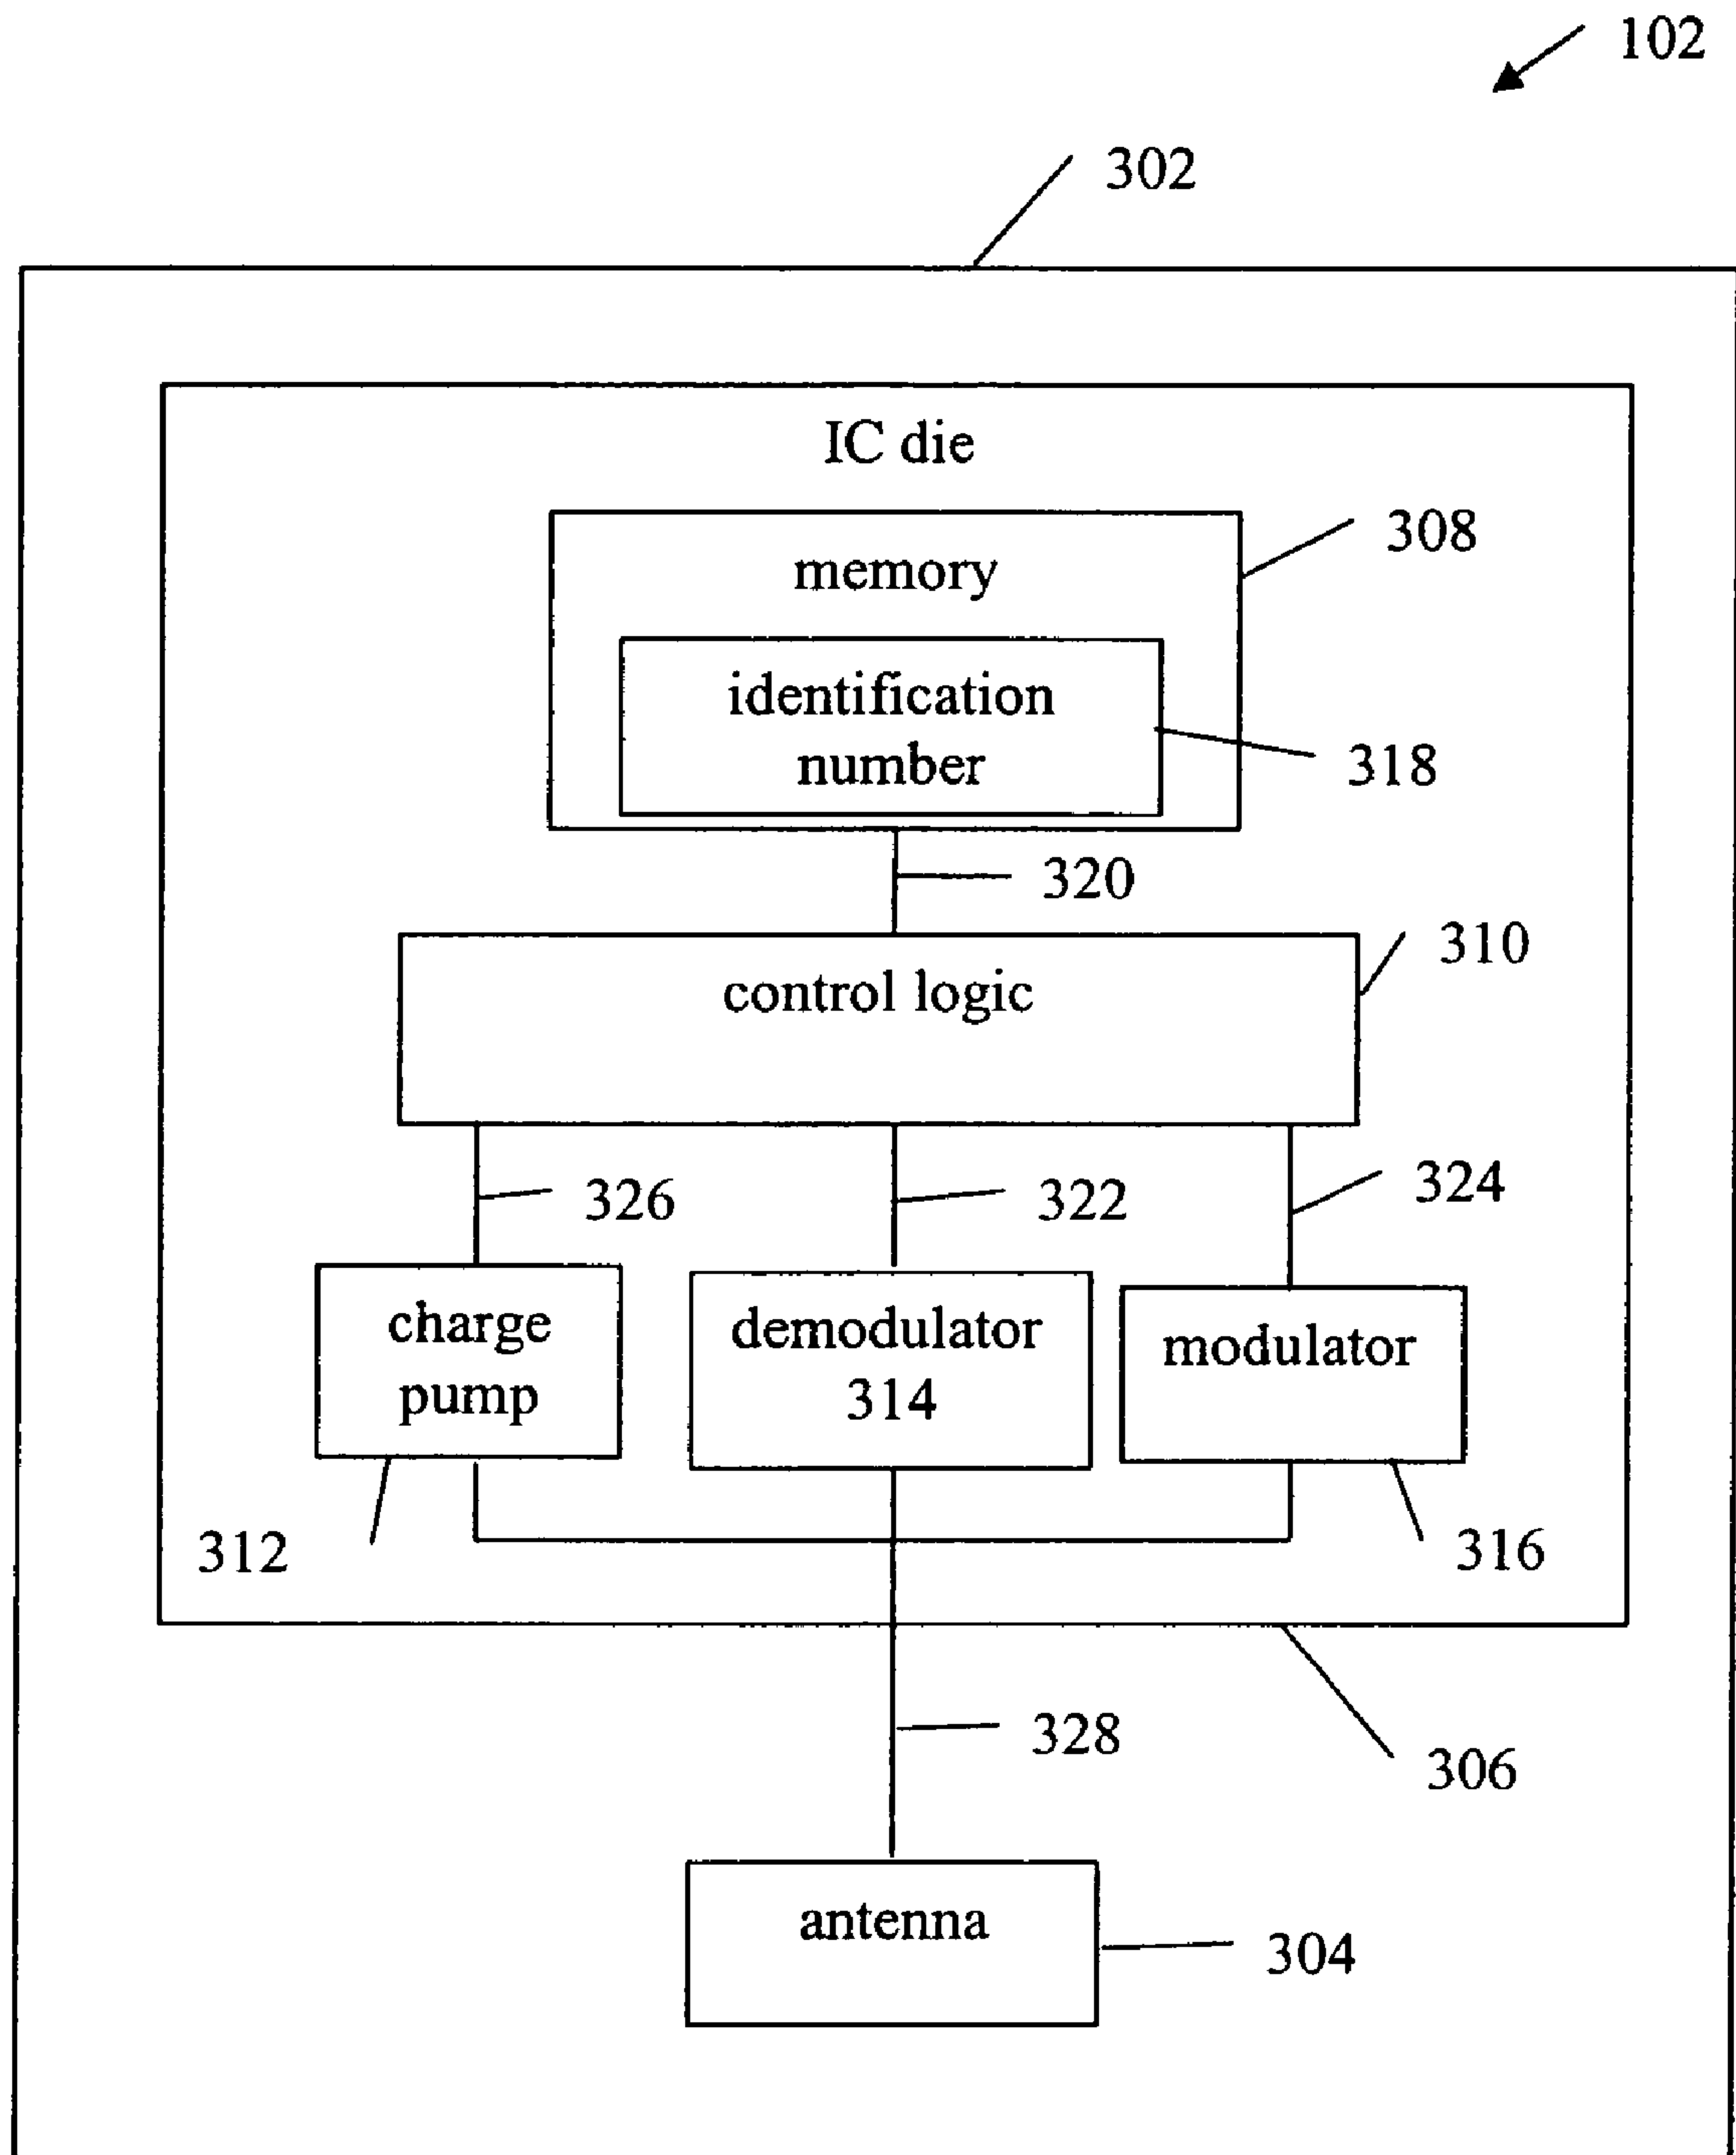 102
302
IC die
308
memory
identification
number
318
320
310
control logic
326
322
324
charge
pump
demodulator
314
modulator
312
316
328
306
antenna
304